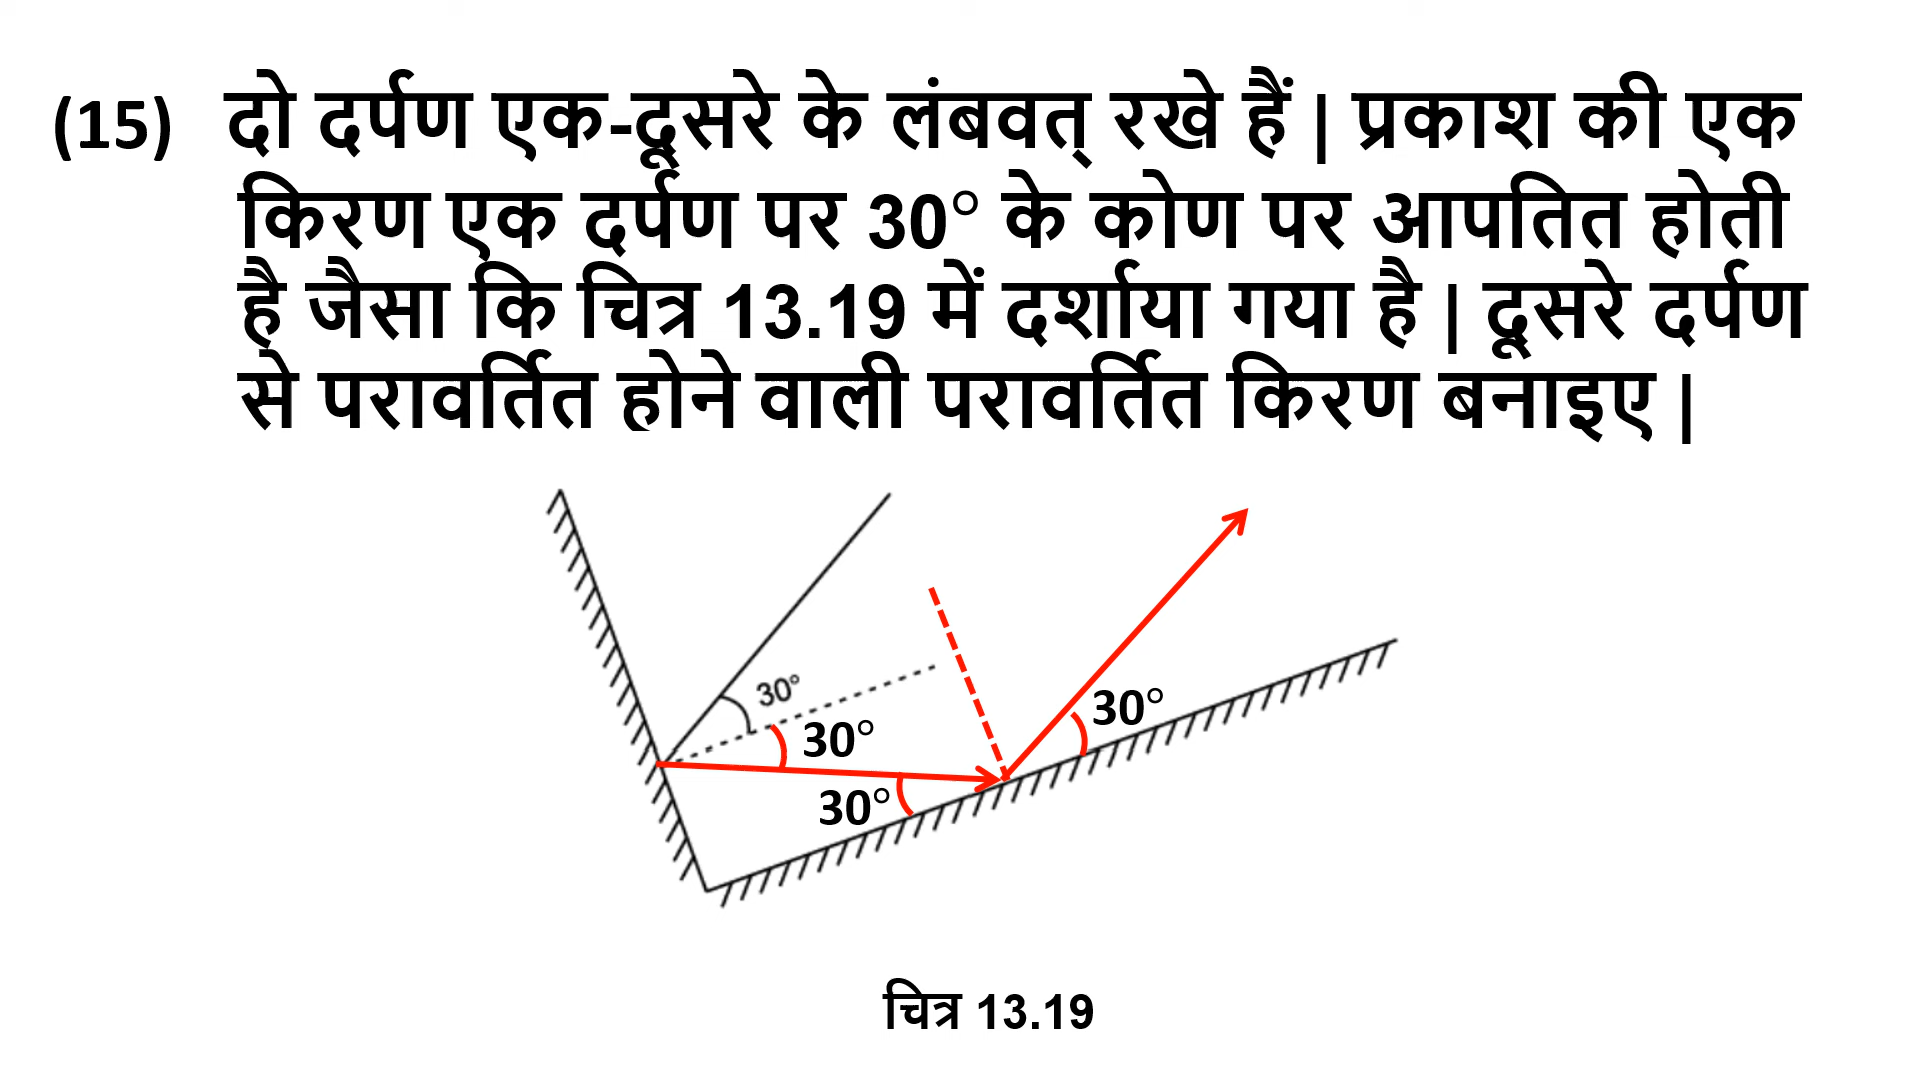 (15) दो दर्पण एक-दूसरे के लंबवत् रखे हैं | प्रकाश की एक
किरण एक दर्पण पर 30° के कोण पर आपतित होती
है जैसा कि चित्र 13.19 में दर्शाया गया है | दूसरे दर्पण
से परावर्तित होने वाली परावर्तित किरण बनाइए |
30°
30°
30°
30°
चित्र 13.19